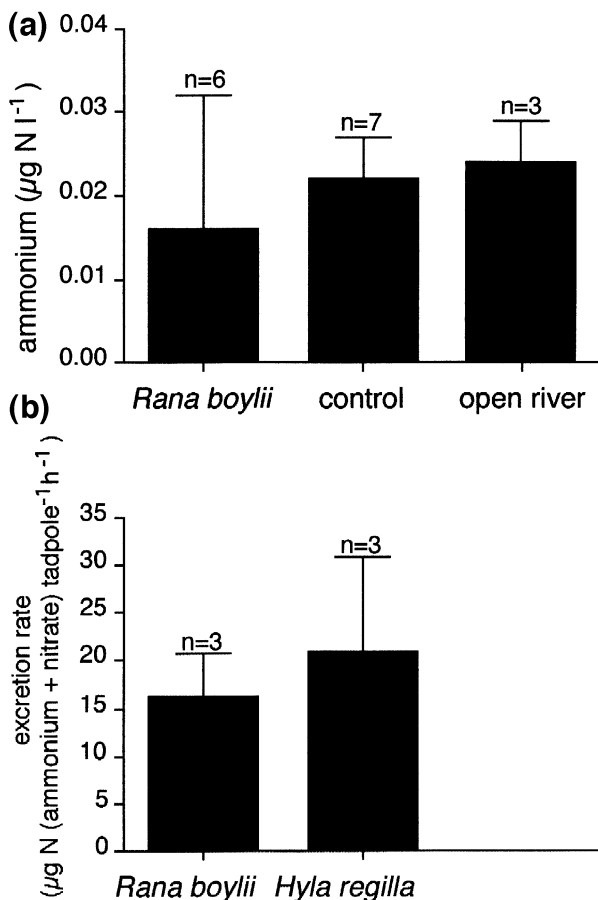 (a)
ammonium (µg N l⁻¹)
0.04
0.03
0.02
0.01
0.00
n=6
n=7
n=3
Rana boylii
control
open river
(b)
excretion rate
(µg N (ammonium + nitrate) tadpole⁻¹h⁻¹)
35
30
25
20
15
10
5
0
n=3
n=3
Rana boylii
Hyla regilla